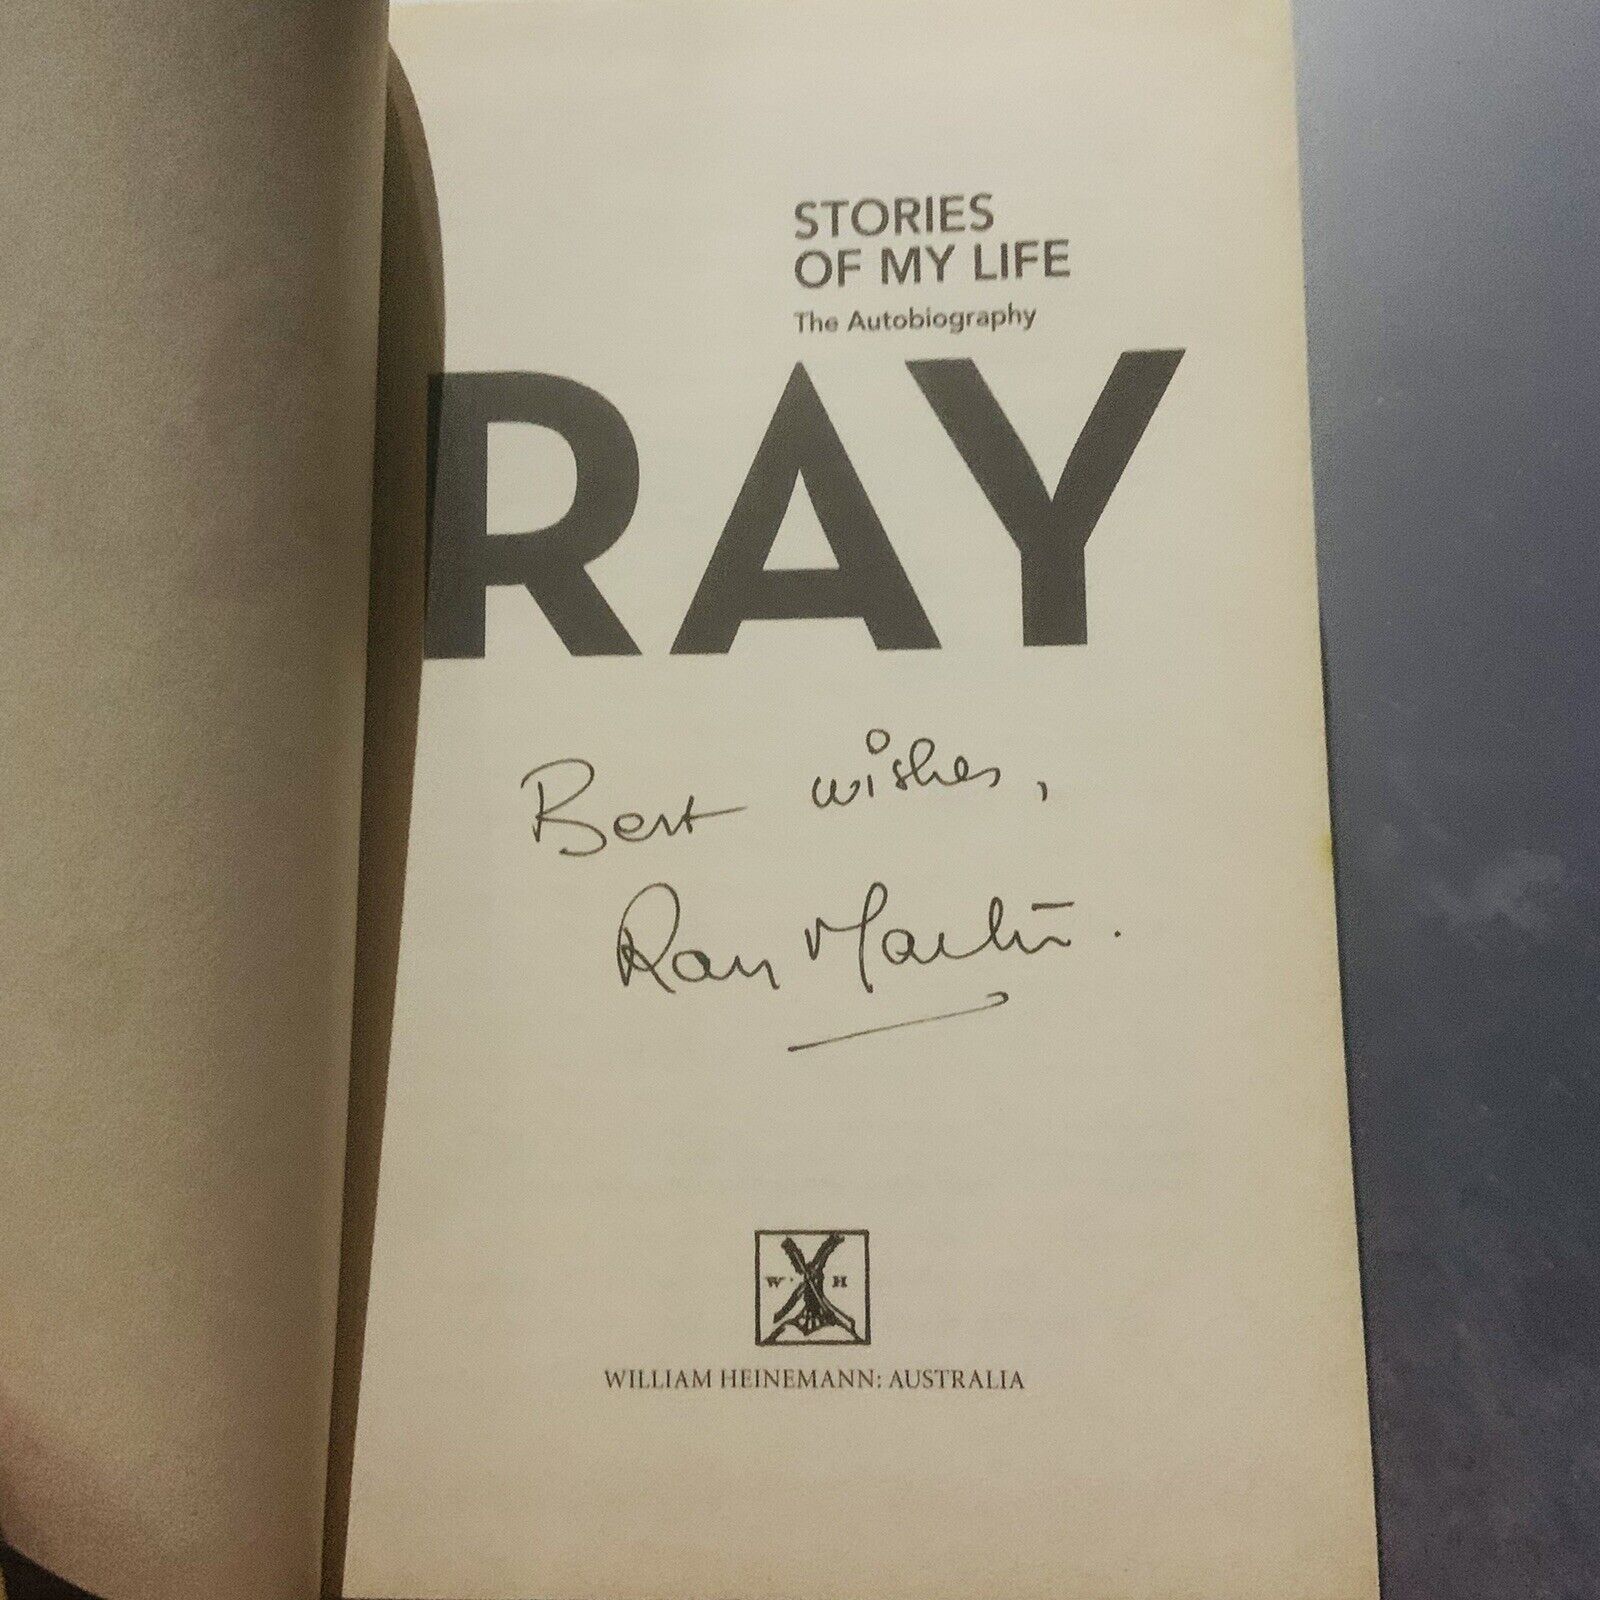 STORIES
OF MY LIFE
The Autobiography
RAY
Best wishes,
Ray Martin.
W. H
WILLIAM HEINEMANN: AUSTRALIA